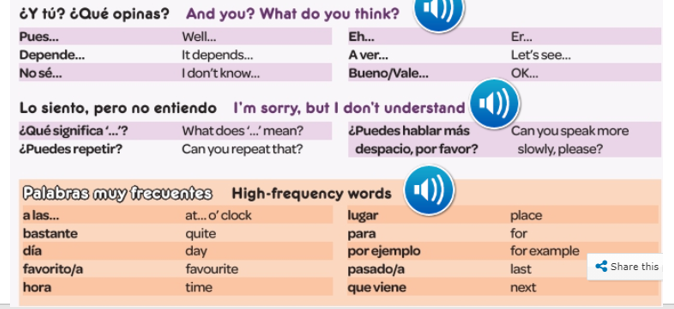 ¿Y tú? ¿Qué opinas? And you? What do you think?
Pues... Well...
Depende... It depends...
No sé... I don't know...
Eh... Er...
A ver... Let's see...
Bueno/Vale... OK...
Lo siento, pero no entiendo I'm sorry, but I don't understand
¿Qué significa '...'? What does '...' mean?
¿Puedes repetir? Can you repeat that?
¿Puedes hablar más Can you speak more
despacio, por favor? slowly, please?
Palabras muy frecuentes High-frequency words
a las... at... o' clock
bastante quite
día day
favorito/a favourite
hora time
lugar place
para for
por ejemplo for example
pasado/a last
que viene next
Share this